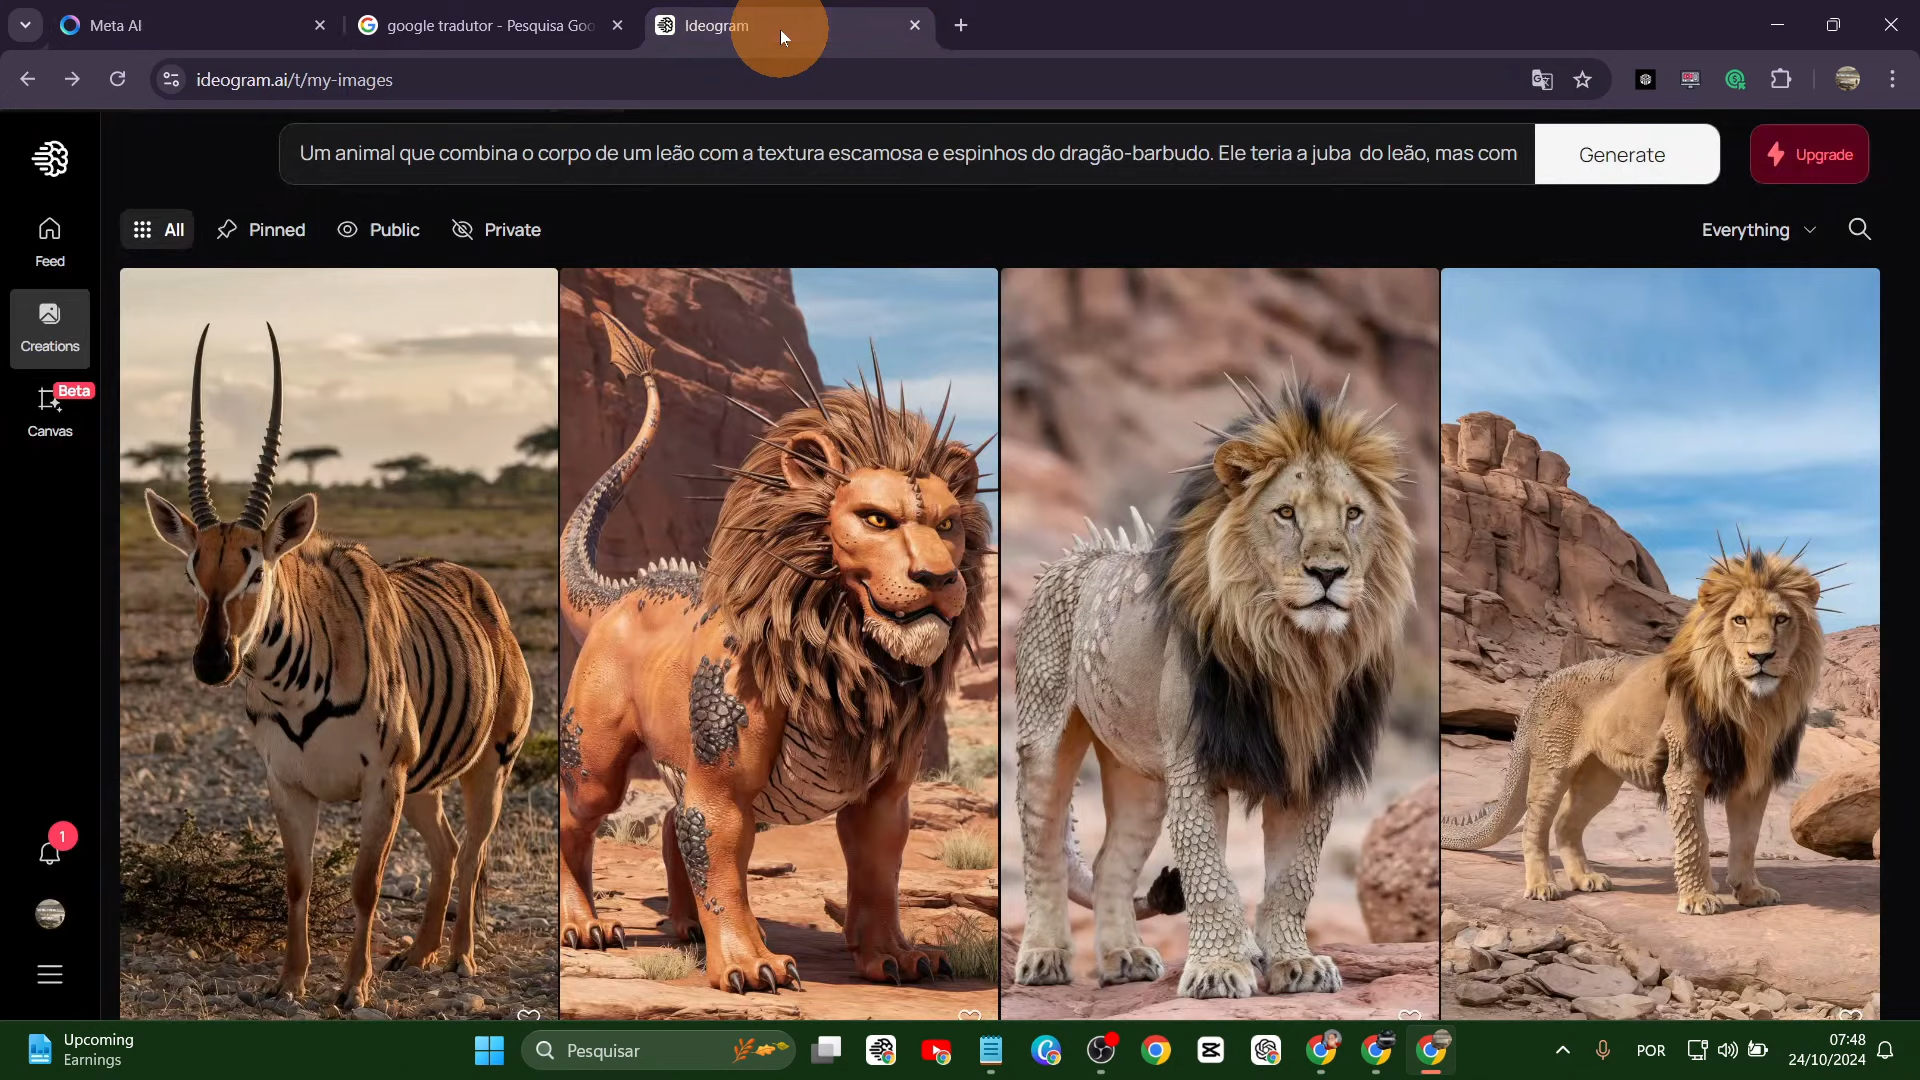 Meta AI
google tradutor - Pesquisa Goo
Ideogram
ideogram.ai/t/my-images
Um animal que combina o corpo de um leão com a textura escamosa e espinhos do dragão-barbudo. Ele teria a juba do leão, mas com
Generate
Upgrade
All
Pinned
Public
Private
Everything
Feed
Creations
Beta
Canvas
1
Upcoming
Earnings
Pesquisar
POR
07:48
24/10/2024